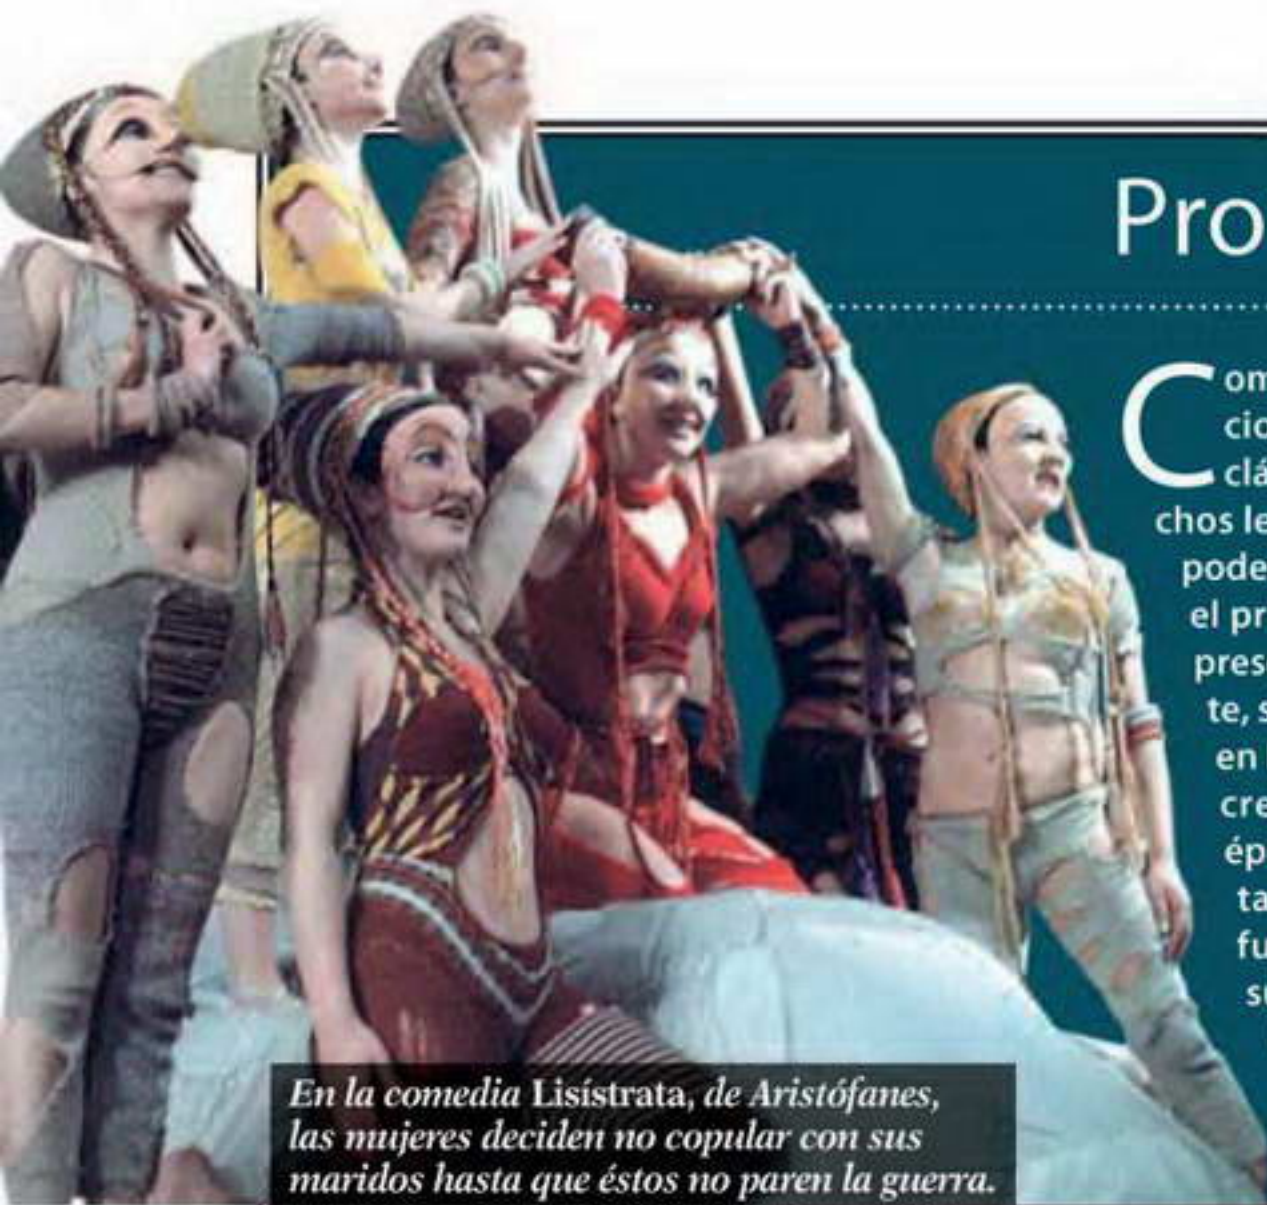 Pro
Com
cio
clá
chos le
pode
el pr
pres
te, s
en
cre
ép
ta
fu
su
En la comedia Lisístrata, de Aristófanes,
las mujeres deciden no copular con sus
maridos hasta que éstos no paren la guerra.